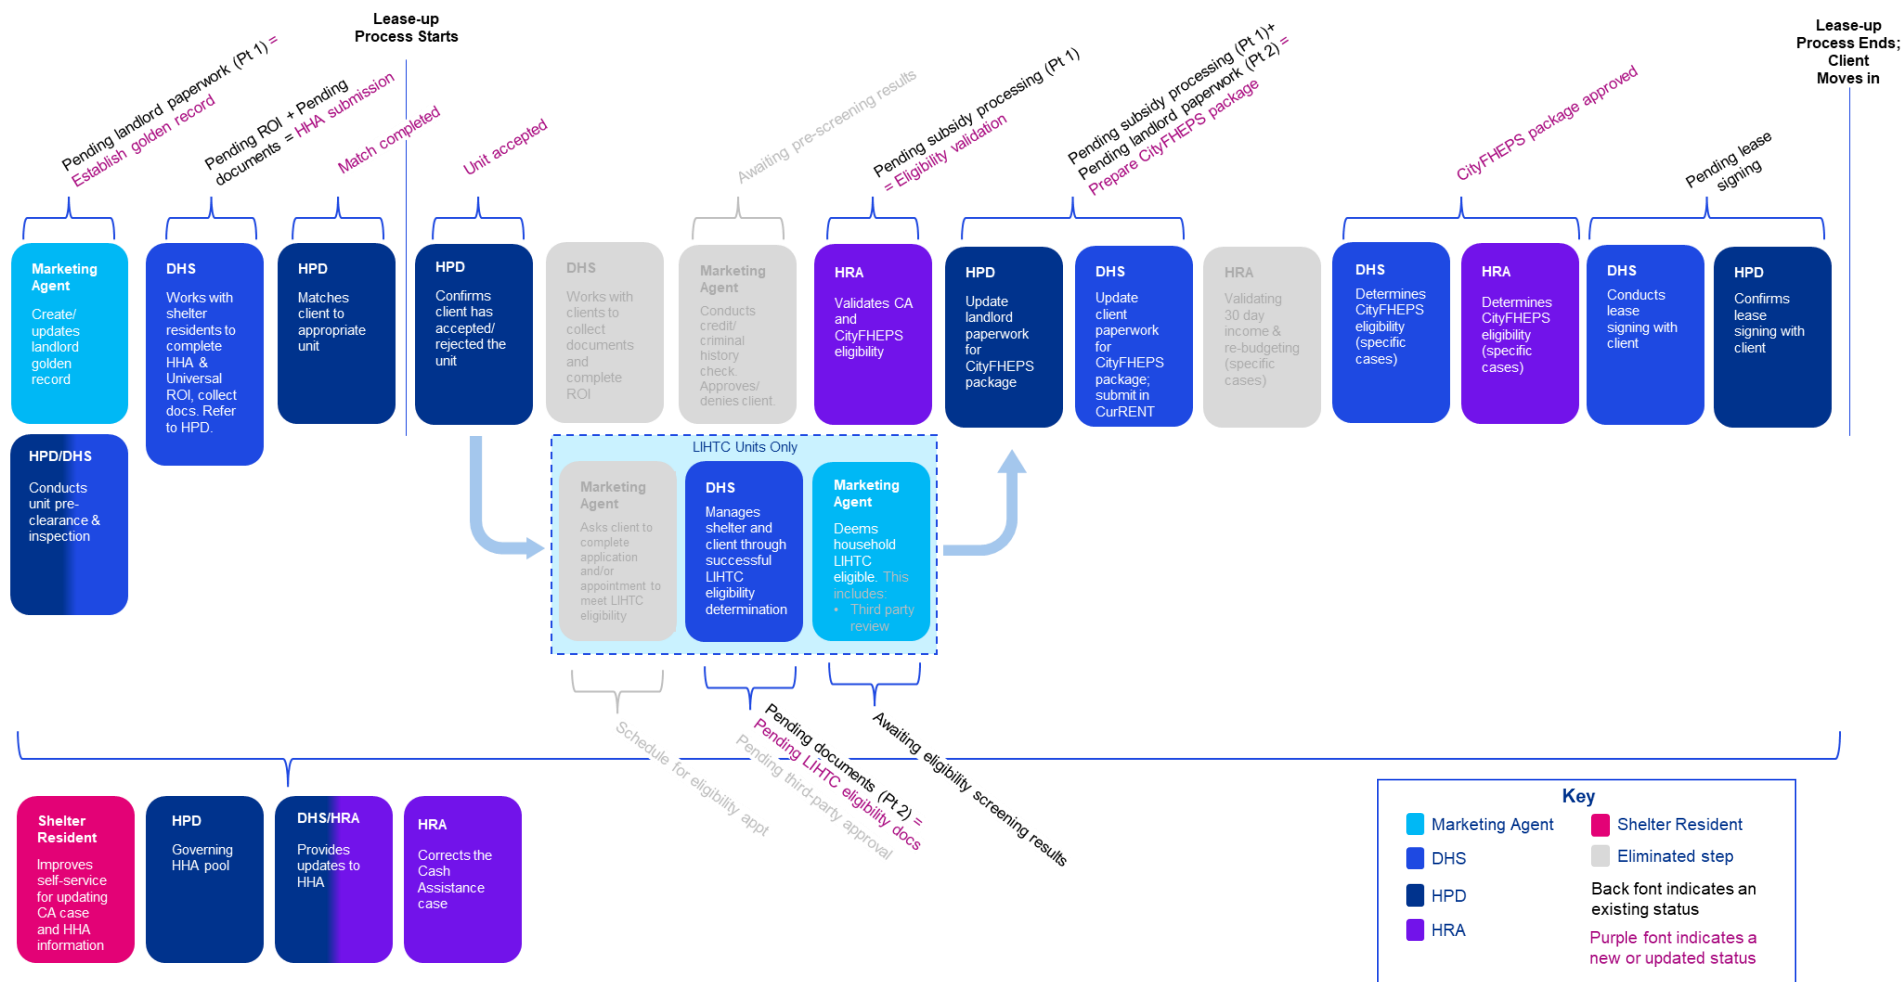 Lease-up
Process Starts
Lease-up
Process Ends;
Client
Moves in
Pending landlord paperwork (Pt 1) =
Establish golden record
Pending ROI + Pending
documents = HHA submission
Match completed
Unit accepted
Awaiting pre-screening results
Pending subsidy processing (Pt 1)
= Eligibility validation
Pending subsidy processing (Pt 1)+
Pending landlord paperwork (Pt 2) =
Prepare CityFHEPS package
CityFHEPS package approved
Pending lease
signing
Marketing
Agent
Create/
updates
landlord
golden
record
DHS
Works with
shelter
residents to
complete
HHA &
Universal
ROI, collect
docs. Refer
to HPD.
HPD
Matches
client to
appropriate
unit
HPD
Confirms
client has
accepted/
rejected the
unit
DHS
Works with
clients to
collect
documents
and
complete
ROI
Marketing
Agent
Conducts
credit/
criminal
history
check.
Approves/
denies client.
HRA
Validates CA
and
CityFHEPS
eligibility
HPD
Update
landlord
paperwork
for
CityFHEPS
package
DHS
Update
client
paperwork
for
CityFHEPS
package;
submit in
CurRENT
HRA
Validating
30 day
income &
re-budgeting
(specific
cases)
DHS
Determines
CityFHEPS
eligibility
(specific
cases)
HRA
Determines
CityFHEPS
eligibility
(specific
cases)
DHS
Conducts
lease
signing with
client
HPD
Confirms
lease
signing with
client
HPD/DHS
Conducts
unit pre-
clearance &
inspection
LIHTC Units Only
Marketing
Agent
Asks client to
complete
application
and/or
appointment to
meet LIHTC
eligibility
DHS
Manages
shelter and
client through
successful
LIHTC
eligibility
determination
Marketing
Agent
Deems
household
LIHTC
eligible. This
includes:
• Third party
review
Schedule for eligibility appt
Pending documents (Pt 2) =
Pending LIHTC eligibility docs
Pending third-party approval
Awaiting eligibility screening results
Shelter
Resident
Improves
self-service
for updating
CA case
and HHA
information
HPD
Governing
HHA pool
DHS/HRA
Provides
updates to
HHA
HRA
Corrects the
Cash
Assistance
case
Key
Marketing Agent
DHS
HPD
HRA
Shelter Resident
Eliminated step
Back font indicates an
existing status
Purple font indicates a
new or updated status